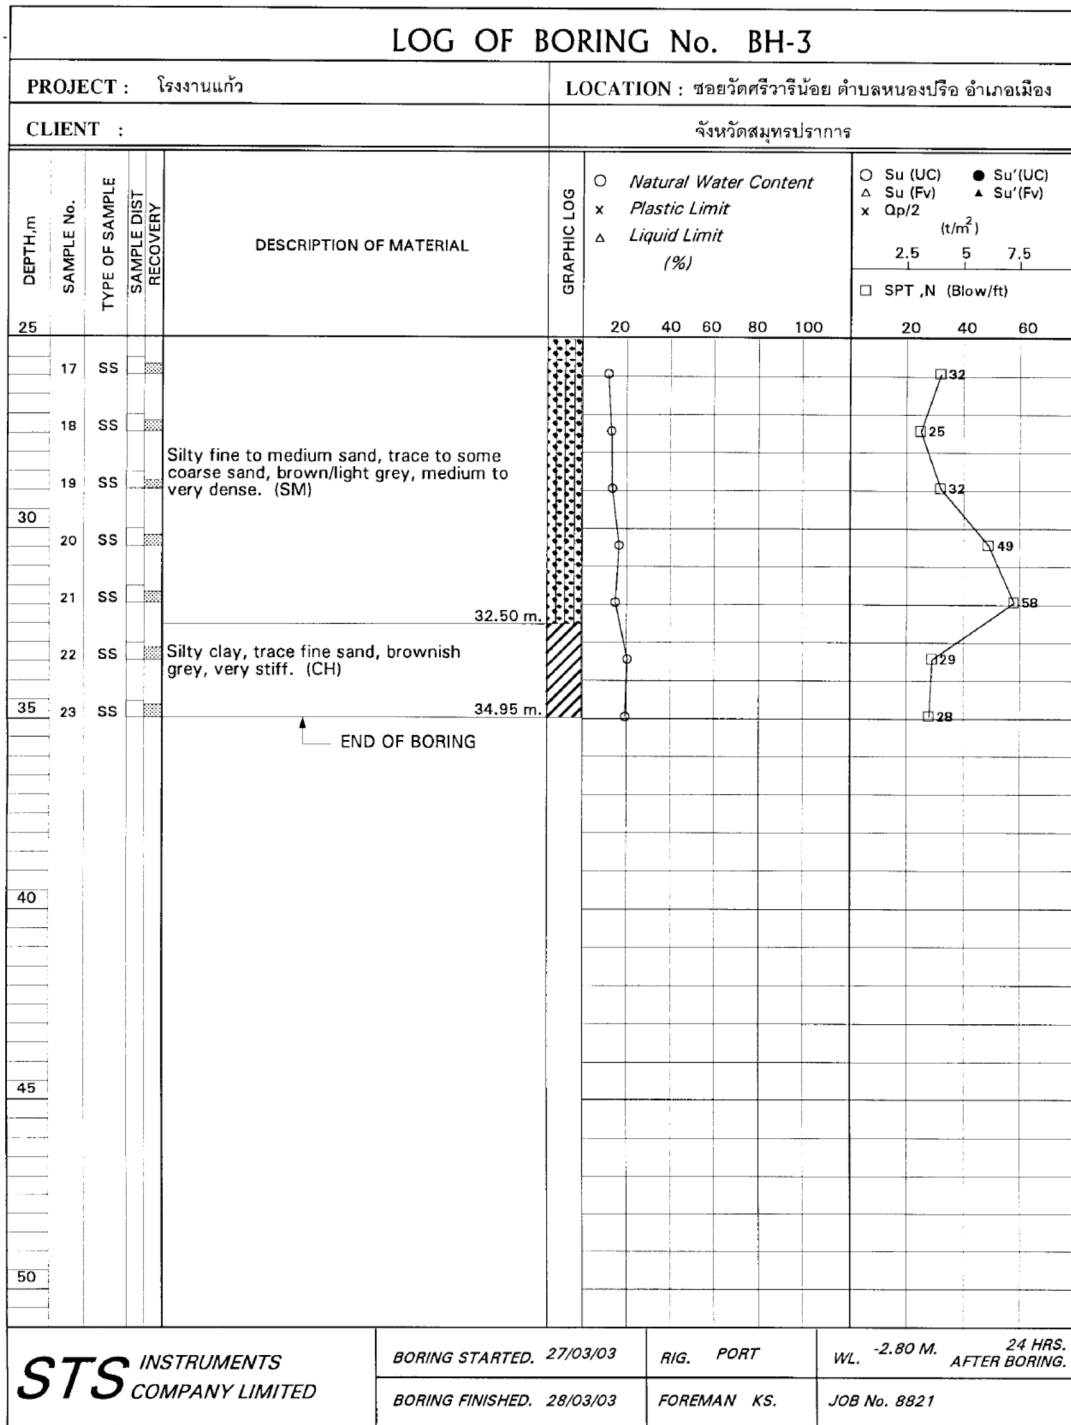 LOG OF BORING No. BH-3
PROJECT : โรงงานแก้ว
LOCATION : ซอยวัดศรีวารีน้อย ตำบลหนองปรือ อำเภอเมือง
CLIENT :
จังหวัดสมุทรปราการ
DEPTH,m
SAMPLE No.
TYPE OF SAMPLE
SAMPLE DIST
RECOVERY
DESCRIPTION OF MATERIAL
GRAPHIC LOG
○ Natural Water Content
x Plastic Limit
△ Liquid Limit
(%)
○ Su (UC) ● Su'(UC)
△ Su (Fv) ▲ Su'(Fv)
x Qp/2
(t/m²)
2.5 5 7.5
□ SPT ,N (Blow/ft)
25
20 40 60 80 100
20 40 60
17 SS 32
18 SS 25
Silty fine to medium sand, trace to some
coarse sand, brown/light grey, medium to
19 SS very dense. (SM) 32
30
20 SS 49
21 SS 58
32.50 m.
22 SS Silty clay, trace fine sand, brownish 29
grey, very stiff. (CH)
35 23 SS 34.95 m. 28
END OF BORING
40
45
50
STS INSTRUMENTS
COMPANY LIMITED
BORING STARTED. 27/03/03
RIG. PORT
WL. -2.80 M. 24 HRS.
AFTER BORING.
BORING FINISHED. 28/03/03
FOREMAN KS.
JOB No. 8821